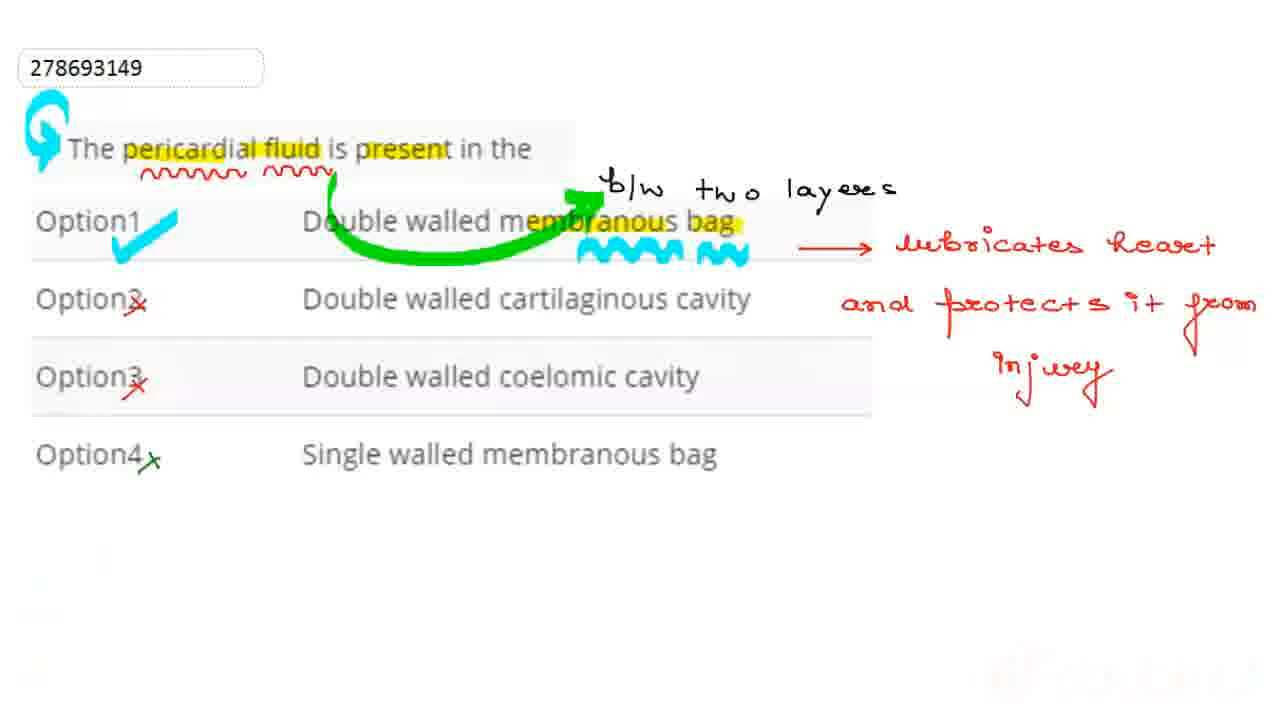 278693149
The pericardial fluid is present in the
b/w two layers
Option1 Double walled membranous bag
lubricates heart
Option2 Double walled cartilaginous cavity
and protects it from
injury
Option3 Double walled coelomic cavity
Option4 Single walled membranous bag